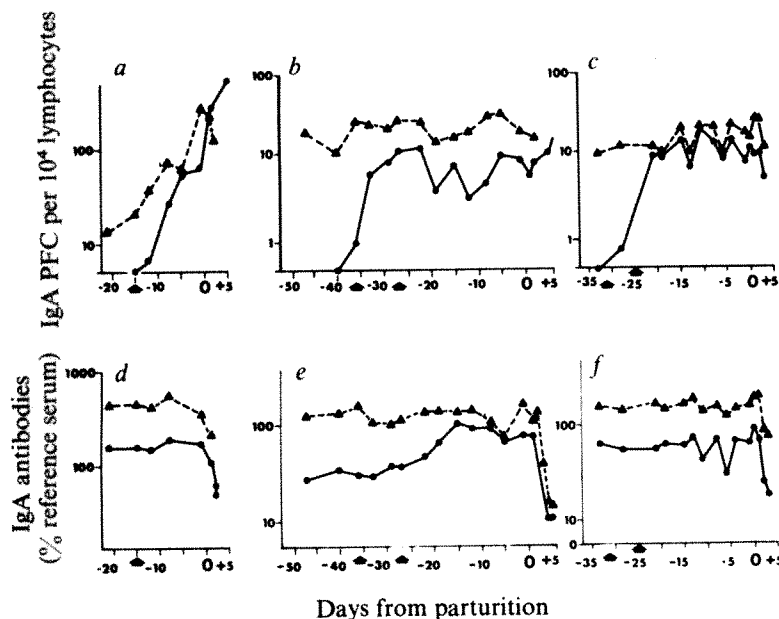 IgA PFC per 10⁴ lymphocytes
a
100
10
-20 -10 0 +5
b
100
10
1
-50 -40 -30 -20 -10 0 +5
c
100
10
1
-35 -25 -15 -5 0 +5
IgA antibodies
(% reference serum)
d
1000
100
-20 -10 0 +5
e
100
10
-50 -40 -30 -20 -10 0 +5
f
100
10
0
-35 -25 -15 -5 0 +5
Days from parturition